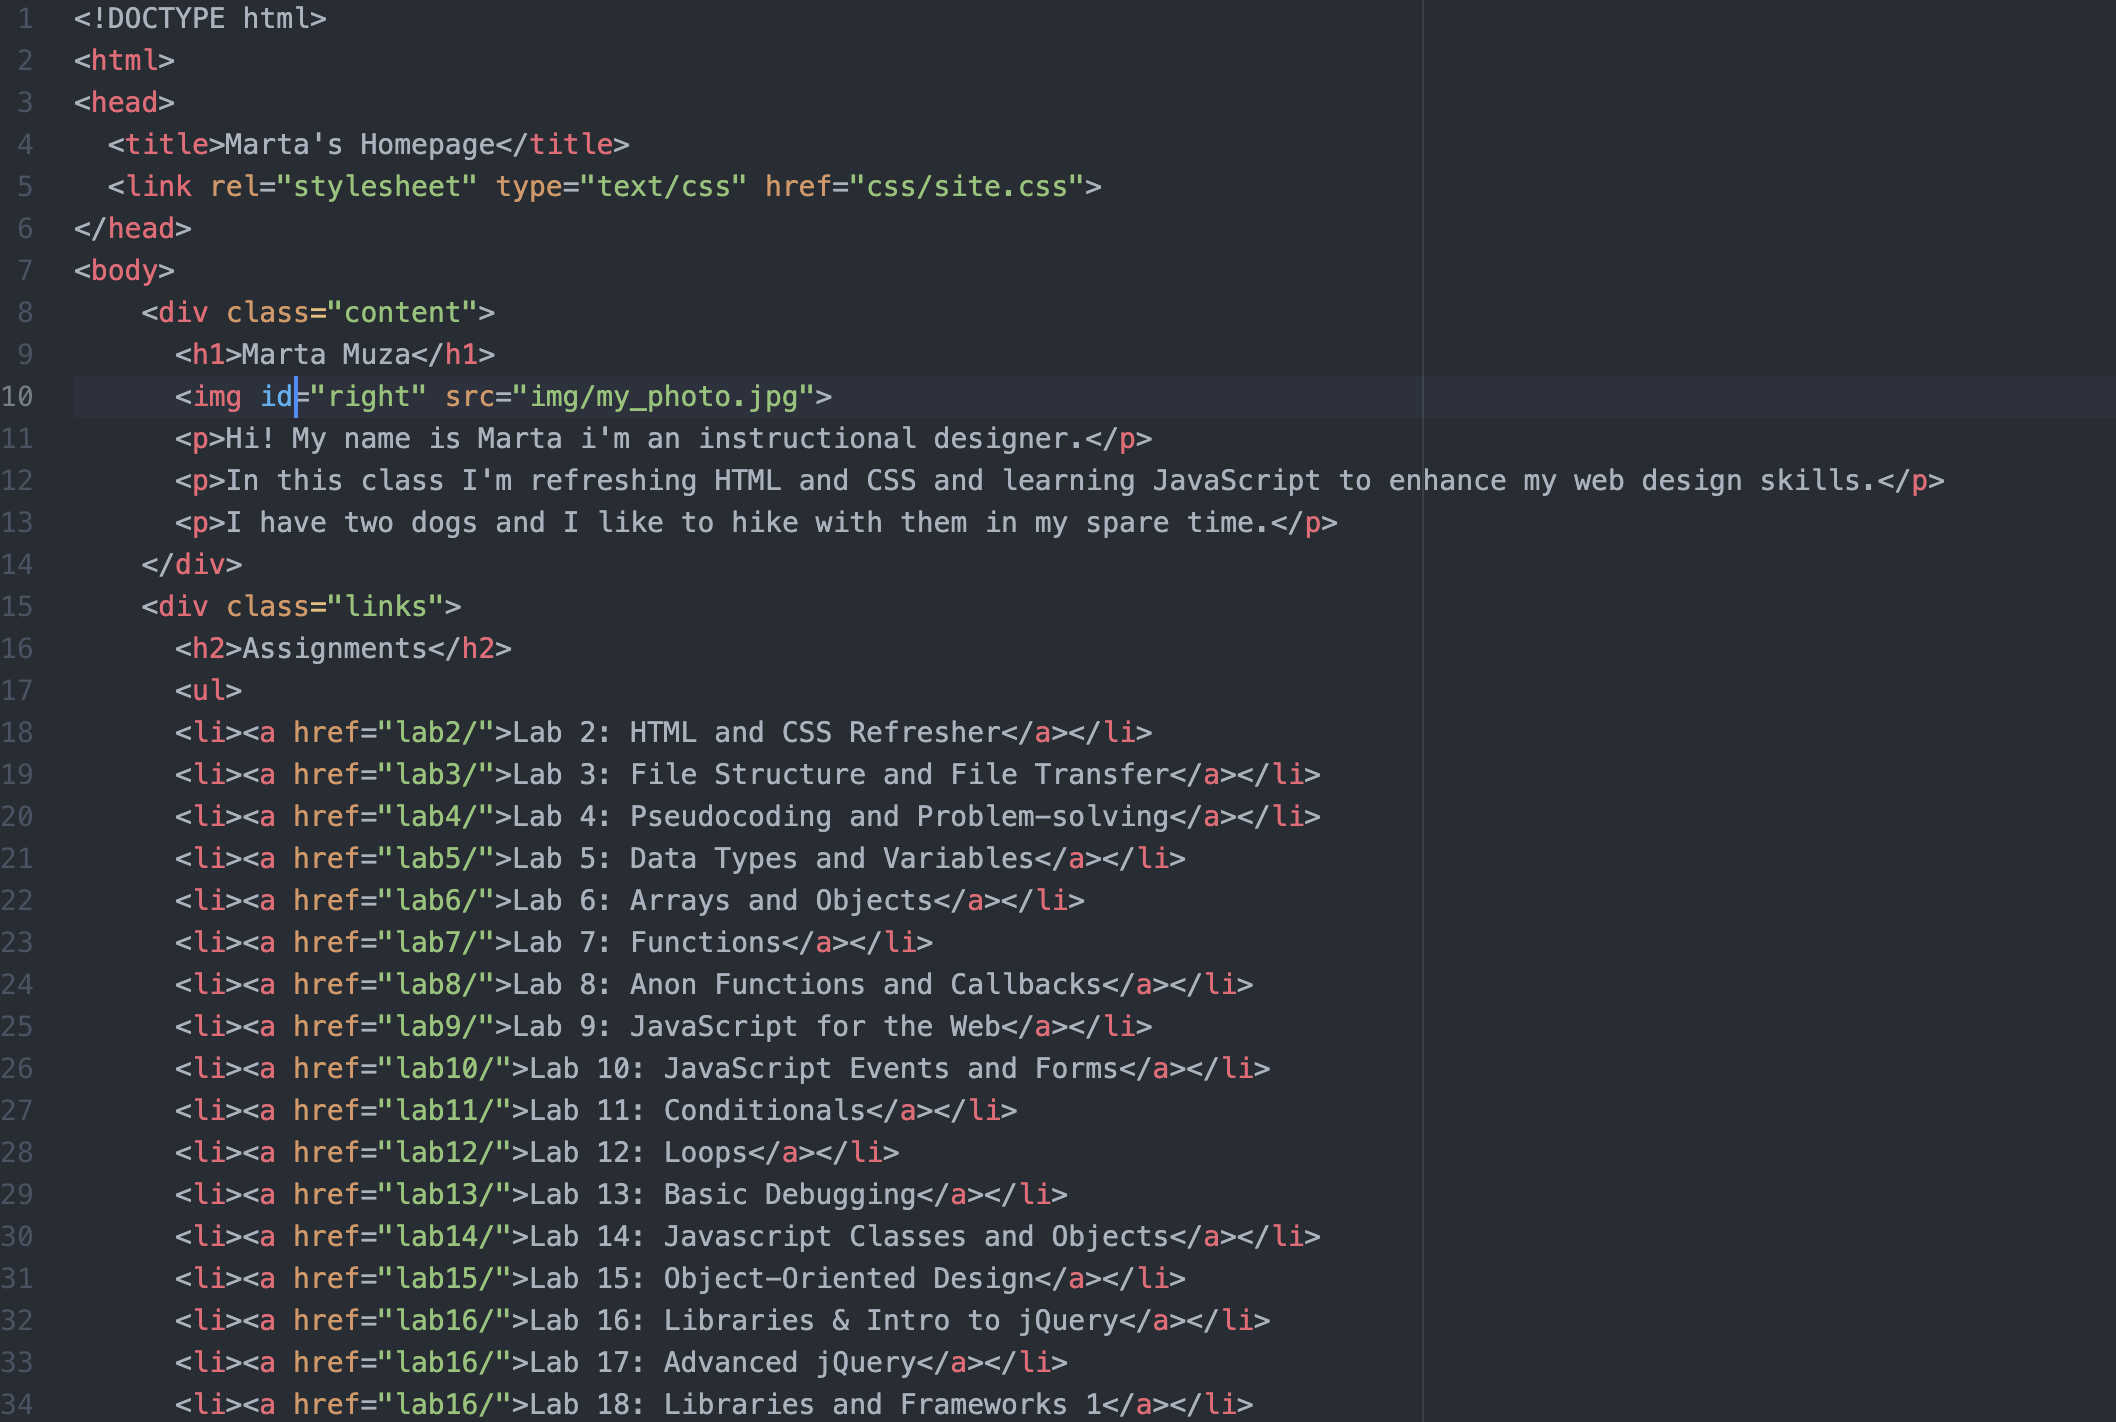 1 <!DOCTYPE html>
2 <html>
3 <head>
4   <title>Marta's Homepage</title>
5   <link rel="stylesheet" type="text/css" href="css/site.css">
6 </head>
7 <body>
8     <div class="content">
9       <h1>Marta Muza</h1>
10       <img id="right" src="img/my_photo.jpg">
11       <p>Hi! My name is Marta i'm an instructional designer.</p>
12       <p>In this class I'm refreshing HTML and CSS and learning JavaScript to enhance my web design skills.</p>
13       <p>I have two dogs and I like to hike with them in my spare time.</p>
14     </div>
15     <div class="links">
16       <h2>Assignments</h2>
17       <ul>
18       <li><a href="lab2/">Lab 2: HTML and CSS Refresher</a></li>
19       <li><a href="lab3/">Lab 3: File Structure and File Transfer</a></li>
20       <li><a href="lab4/">Lab 4: Pseudocoding and Problem-solving</a></li>
21       <li><a href="lab5/">Lab 5: Data Types and Variables</a></li>
22       <li><a href="lab6/">Lab 6: Arrays and Objects</a></li>
23       <li><a href="lab7/">Lab 7: Functions</a></li>
24       <li><a href="lab8/">Lab 8: Anon Functions and Callbacks</a></li>
25       <li><a href="lab9/">Lab 9: JavaScript for the Web</a></li>
26       <li><a href="lab10/">Lab 10: JavaScript Events and Forms</a></li>
27       <li><a href="lab11/">Lab 11: Conditionals</a></li>
28       <li><a href="lab12/">Lab 12: Loops</a></li>
29       <li><a href="lab13/">Lab 13: Basic Debugging</a></li>
30       <li><a href="lab14/">Lab 14: Javascript Classes and Objects</a></li>
31       <li><a href="lab15/">Lab 15: Object-Oriented Design</a></li>
32       <li><a href="lab16/">Lab 16: Libraries & Intro to jQuery</a></li>
33       <li><a href="lab16/">Lab 17: Advanced jQuery</a></li>
34       <li><a href="lab16/">Lab 18: Libraries and Frameworks 1</a></li>